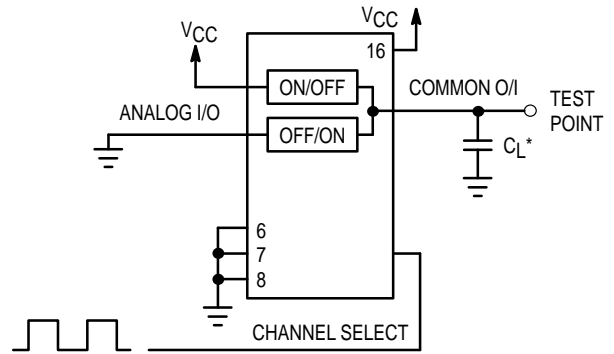 VCC
VCC
16
ON/OFF
COMMON O/I
TEST
POINT
ANALOG I/O
OFF/ON
CL*
6
7
8
CHANNEL SELECT